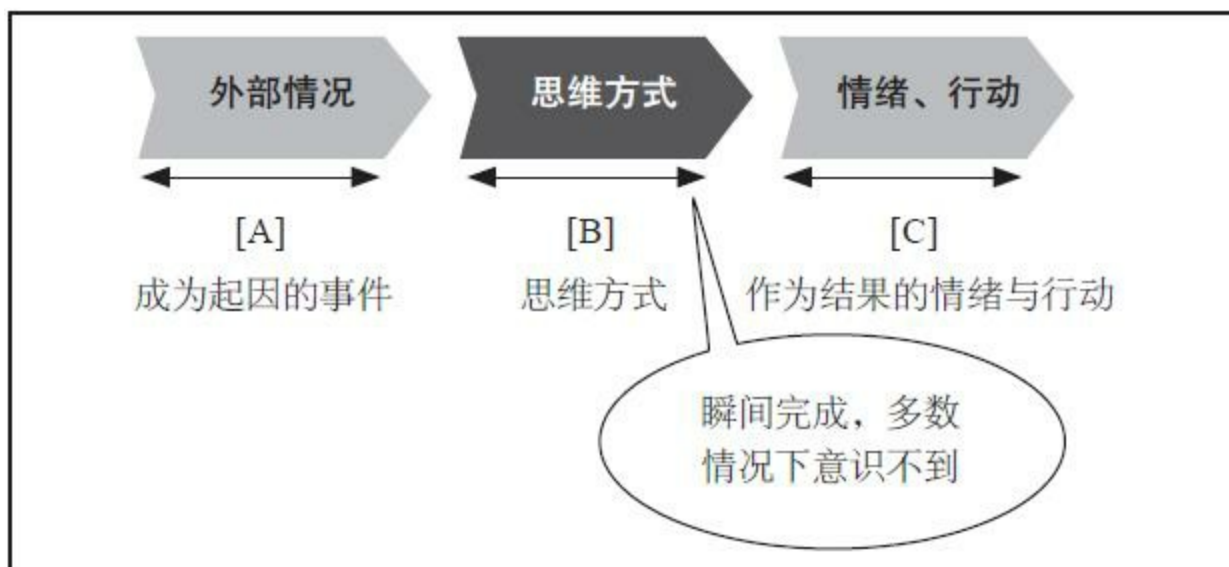 外部情况
思维方式
情绪、行动
[A]
[B]
[C]
成为起因的事件
思维方式
作为结果的情绪与行动
瞬间完成，多数
情况下意识不到